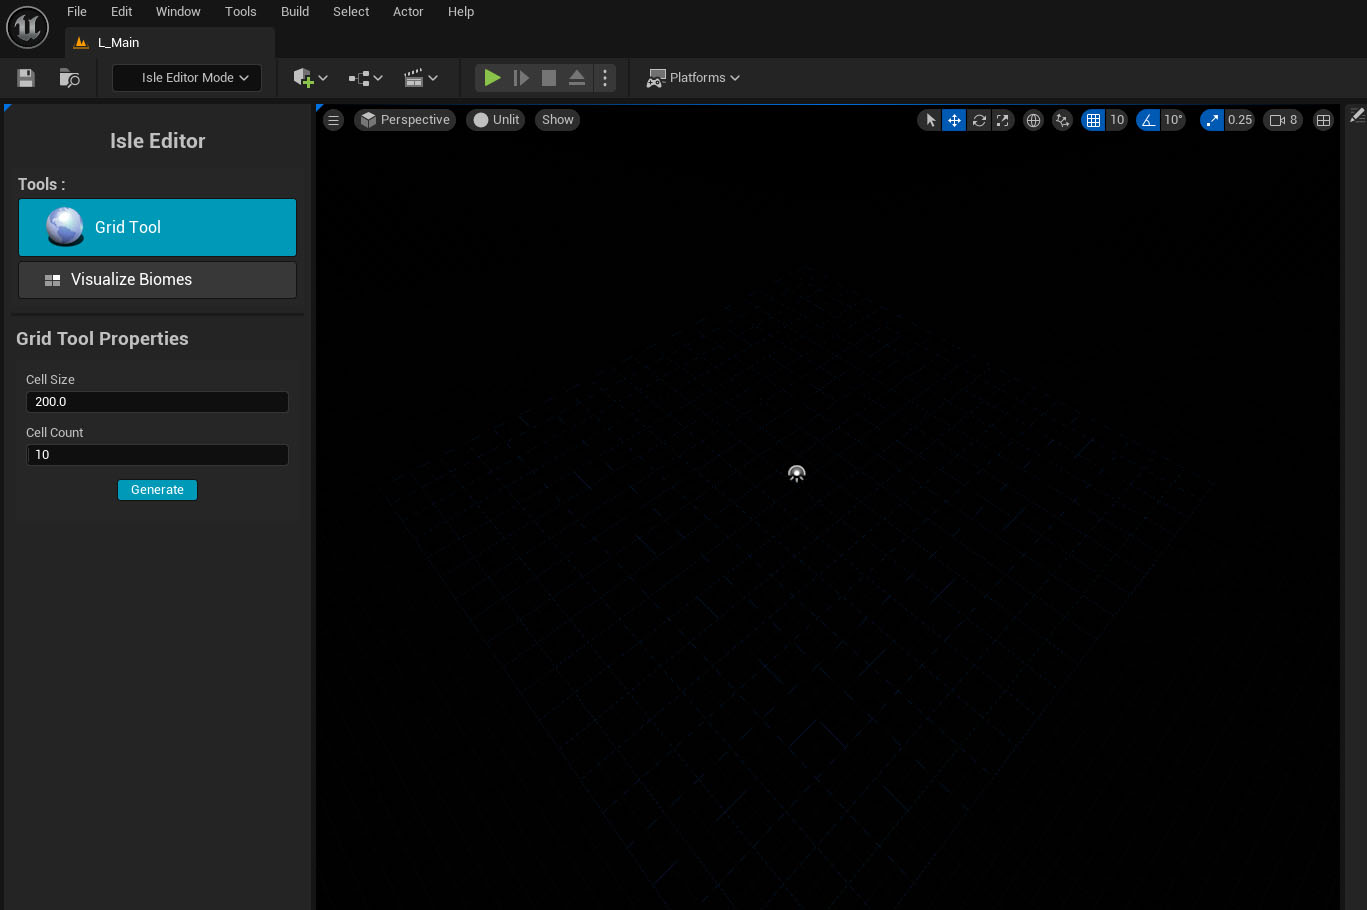 File Edit Window Tools Build Select Actor Help
L_Main
Isle Editor Mode
Platforms
Perspective Unlit Show 10 10° 0.25 8
Isle Editor
Tools :
Grid Tool
Visualize Biomes
Grid Tool Properties
Cell Size
200.0
Cell Count
10
Generate